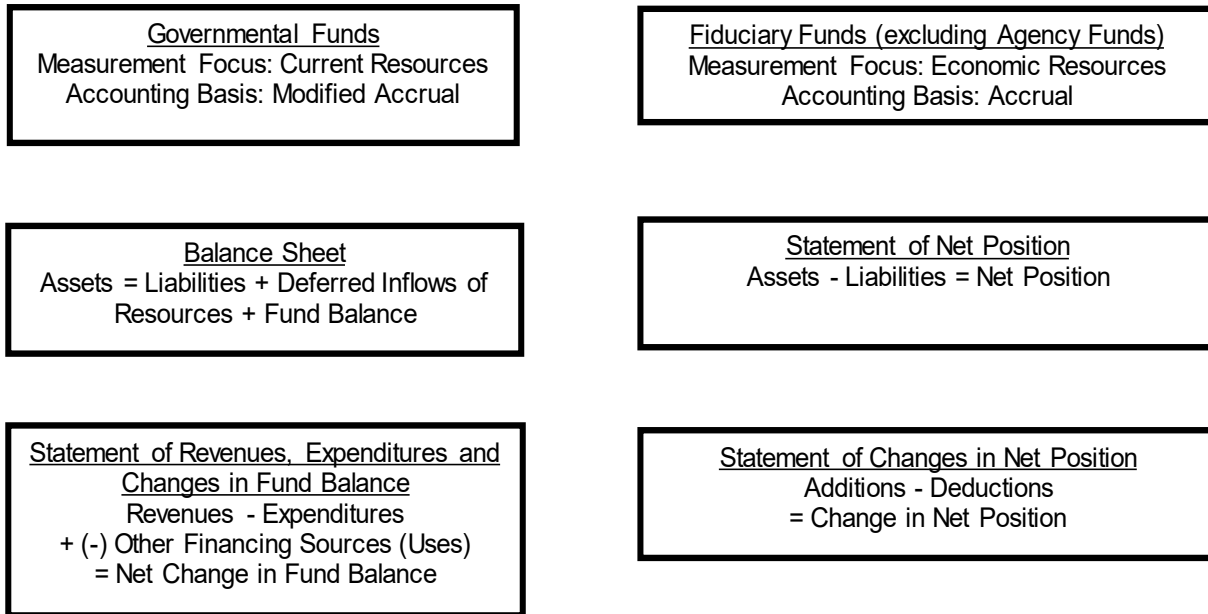 Governmental Funds
Measurement Focus: Current Resources
Accounting Basis: Modified Accrual
Fiduciary Funds (excluding Agency Funds)
Measurement Focus: Economic Resources
Accounting Basis: Accrual
Balance Sheet
Assets = Liabilities + Deferred Inflows of
Resources + Fund Balance
Statement of Net Position
Assets - Liabilities = Net Position
Statement of Revenues, Expenditures and
Changes in Fund Balance
Revenues - Expenditures
+ (-) Other Financing Sources (Uses)
= Net Change in Fund Balance
Statement of Changes in Net Position
Additions - Deductions
= Change in Net Position